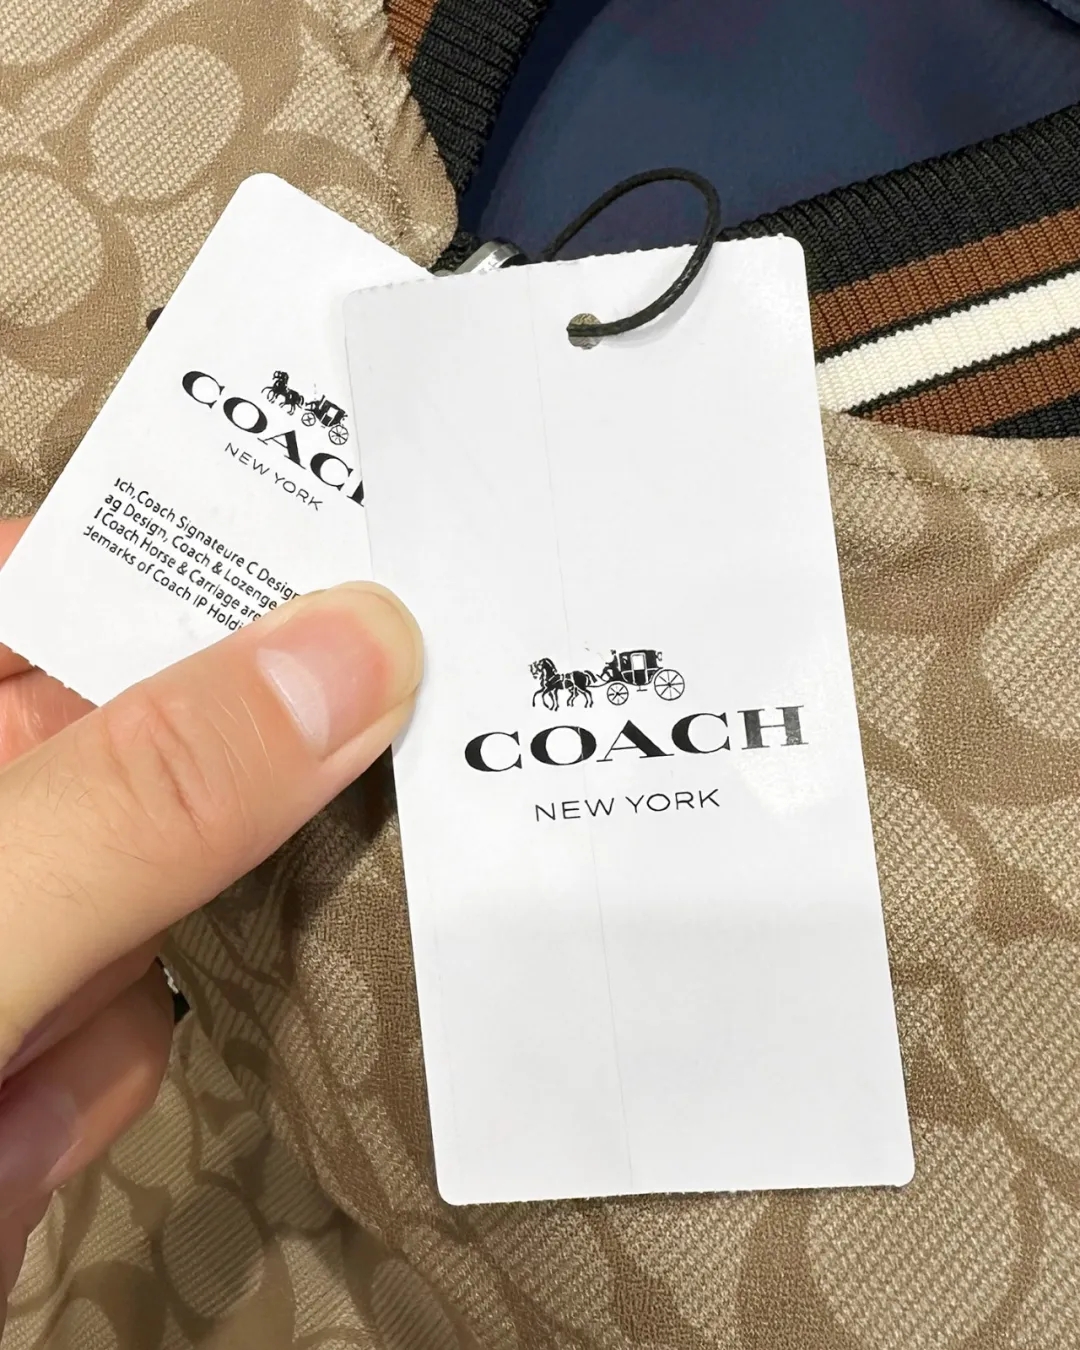 COACH
NEW YORK
ch,Coach Signateure C Design
ag Design, Coach & Lozenge
Coach Horse & Carrlage are
demarks of Coach IP Holdi
COACH
NEW YORK